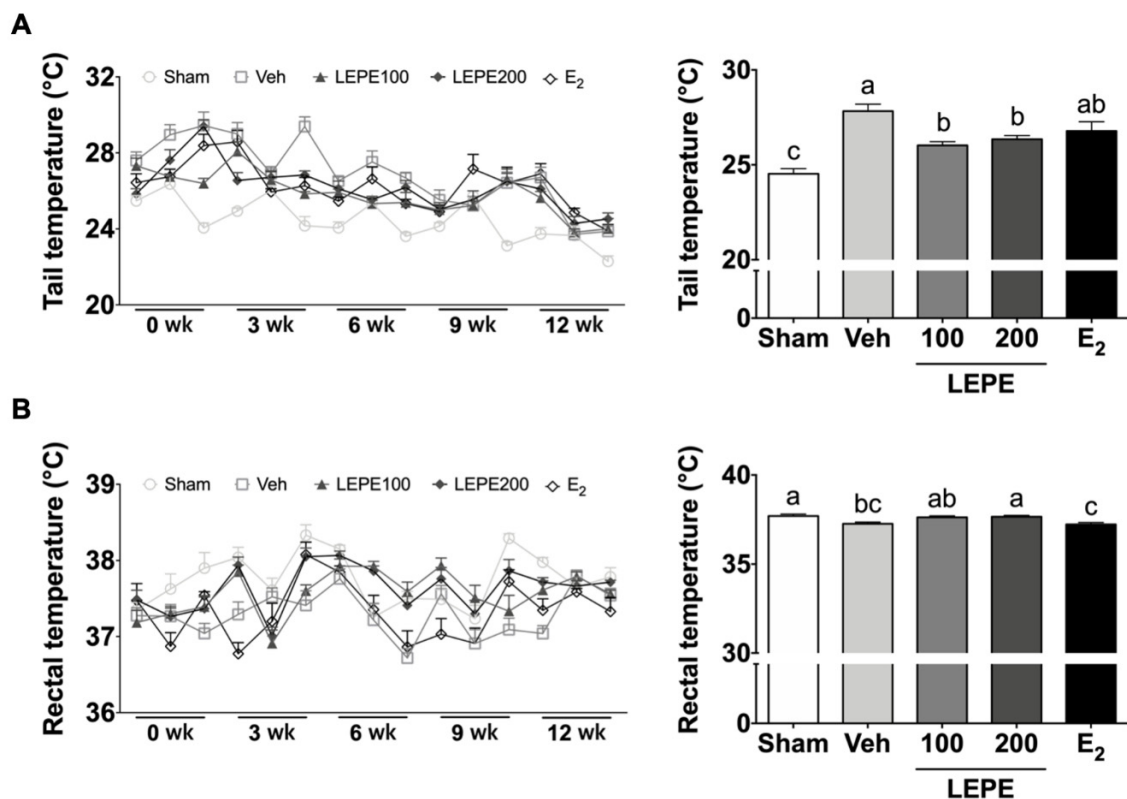 A
Tail temperature (°C)
32
28
24
20
Sham Veh LEPE100 LEPE200 E₂
0 wk 3 wk 6 wk 9 wk 12 wk
Tail temperature (°C)
30
25
20
0
c a b b ab
Sham Veh 100 200 E₂
LEPE
B
Rectal temperature (°C)
39
38
37
36
Sham Veh LEPE100 LEPE200 E₂
0 wk 3 wk 6 wk 9 wk 12 wk
Rectal temperature (°C)
40
35
30
0
a bc ab a c
Sham Veh 100 200 E₂
LEPE